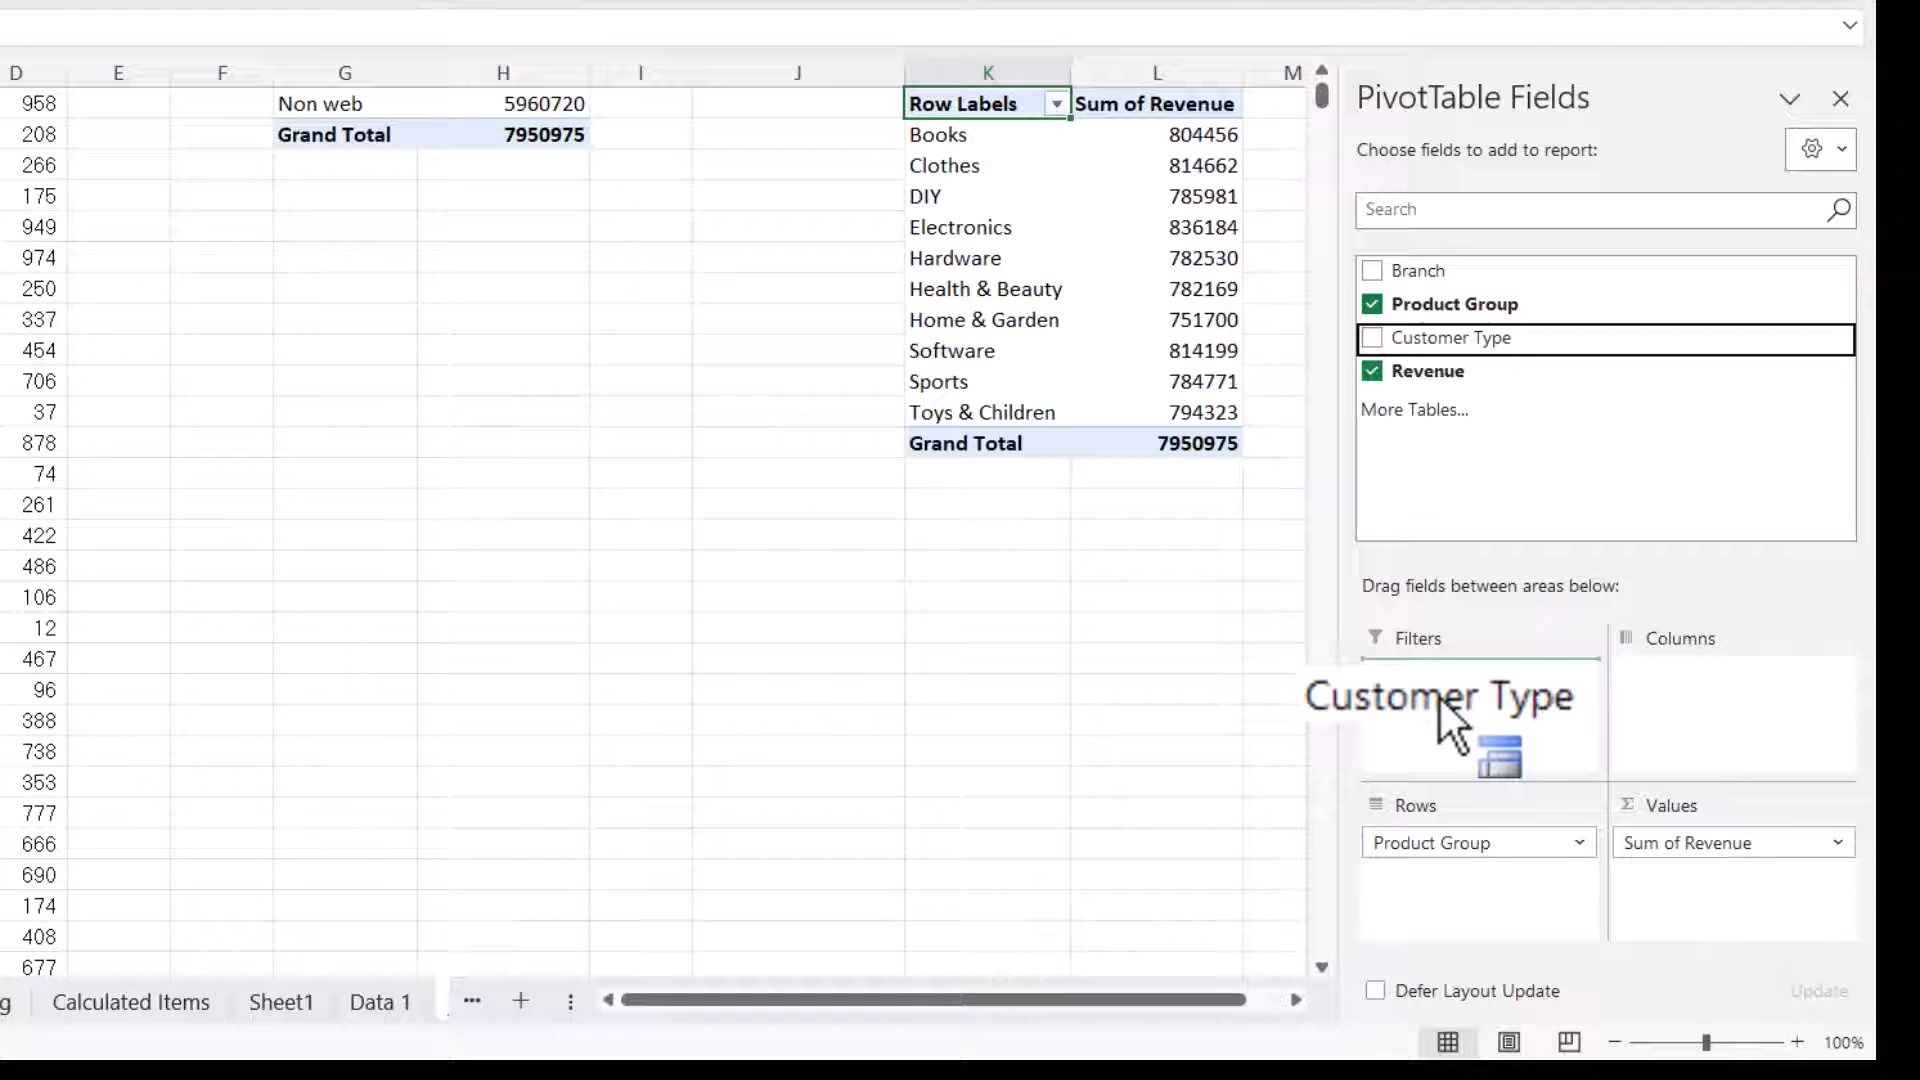 D E F G H I J K L M
958 Non web 5960720 Row Labels Sum of Revenue
208 Grand Total 7950975 Books 804456
266 Clothes 814662
175 DIY 785981
949 Electronics 836184
974 Hardware 782530
250 Health & Beauty 782169
337 Home & Garden 751700
454 Software 814199
706 Sports 784771
37 Toys & Children 794323
878 Grand Total 7950975
74
261
422
486
106
12
467
96
388
738
353
777
666
690
174
408
677
g Calculated Items Sheet1 Data 1
PivotTable Fields
Choose fields to add to report:
Search
Branch
Product Group
Customer Type
Revenue
More Tables...
Drag fields between areas below:
Filters Columns
Customer Type
Rows Σ Values
Product Group Sum of Revenue
Defer Layout Update Update
100%